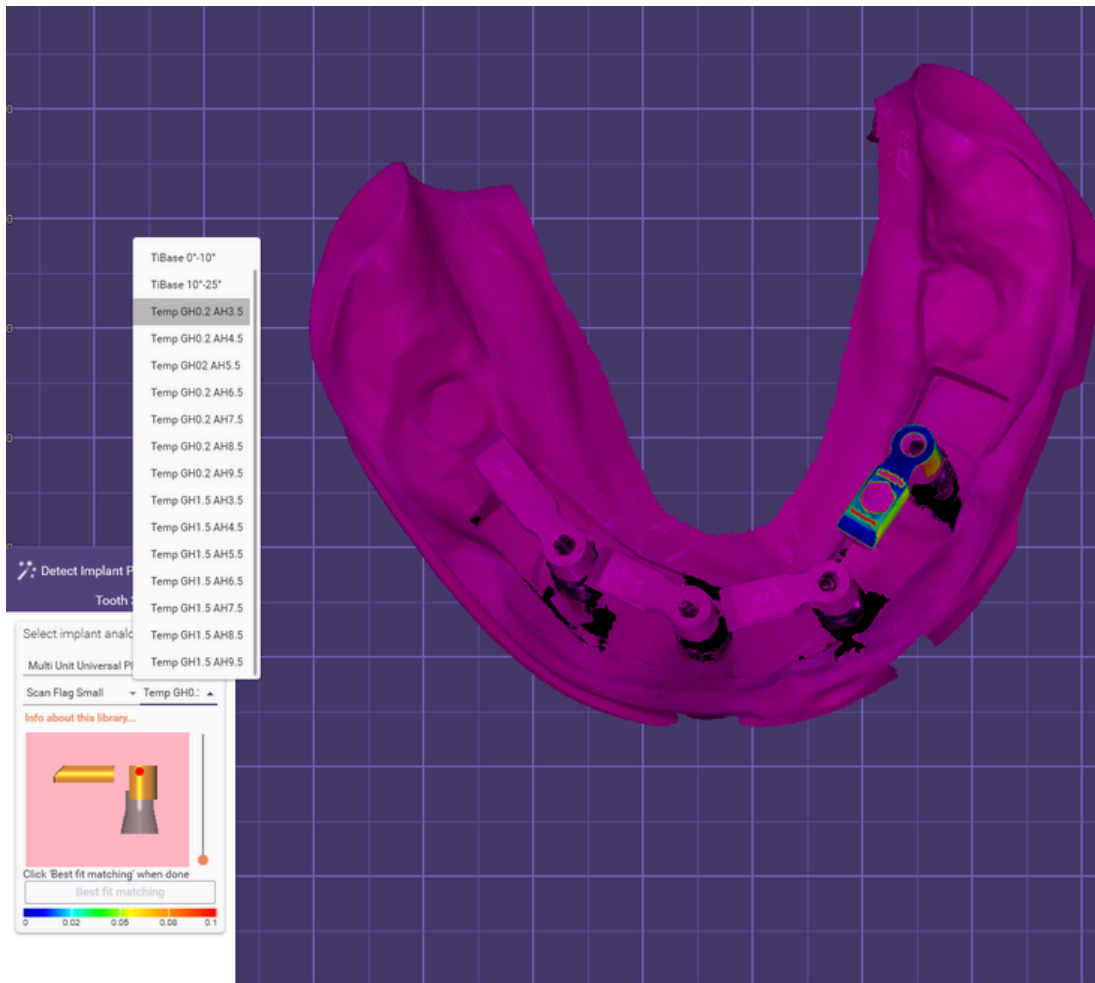 TiBase 0°-10°
TiBase 10°-25°
Temp GH0.2 AH3.5
Temp GH0.2 AH4.5
Temp GH02 AH5.5
Temp GH0.2 AH6.5
Temp GH0.2 AH7.5
Temp GH0.2 AH8.5
Temp GH0.2 AH9.5
Temp GH1.5 AH3.5
Temp GH1.5 AH4.5
Temp GH1.5 AH5.5
Temp GH1.5 AH6.5
Temp GH1.5 AH7.5
Temp GH1.5 AH8.5
Temp GH1.5 AH9.5
Detect Implant P
Tooth
Select implant analo
Multi Unit Universal
Scan Flag Small Temp GH0.
Info about this library...
Click 'Best fit matching' when done
Best fit matching
0 0.02 0.05 0.08 0.1